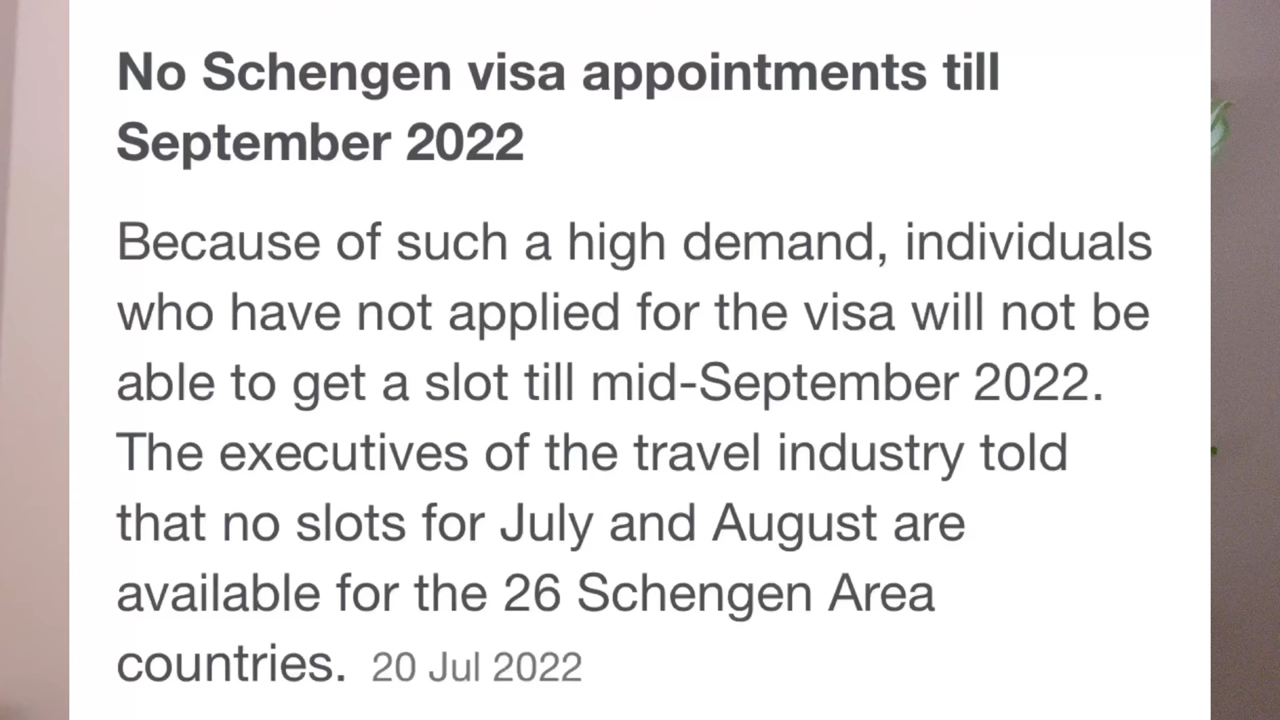 No Schengen visa appointments till
September 2022
Because of such a high demand, individuals
who have not applied for the visa will not be
able to get a slot till mid-September 2022.
The executives of the travel industry told
that no slots for July and August are
available for the 26 Schengen Area
countries. 20 Jul 2022